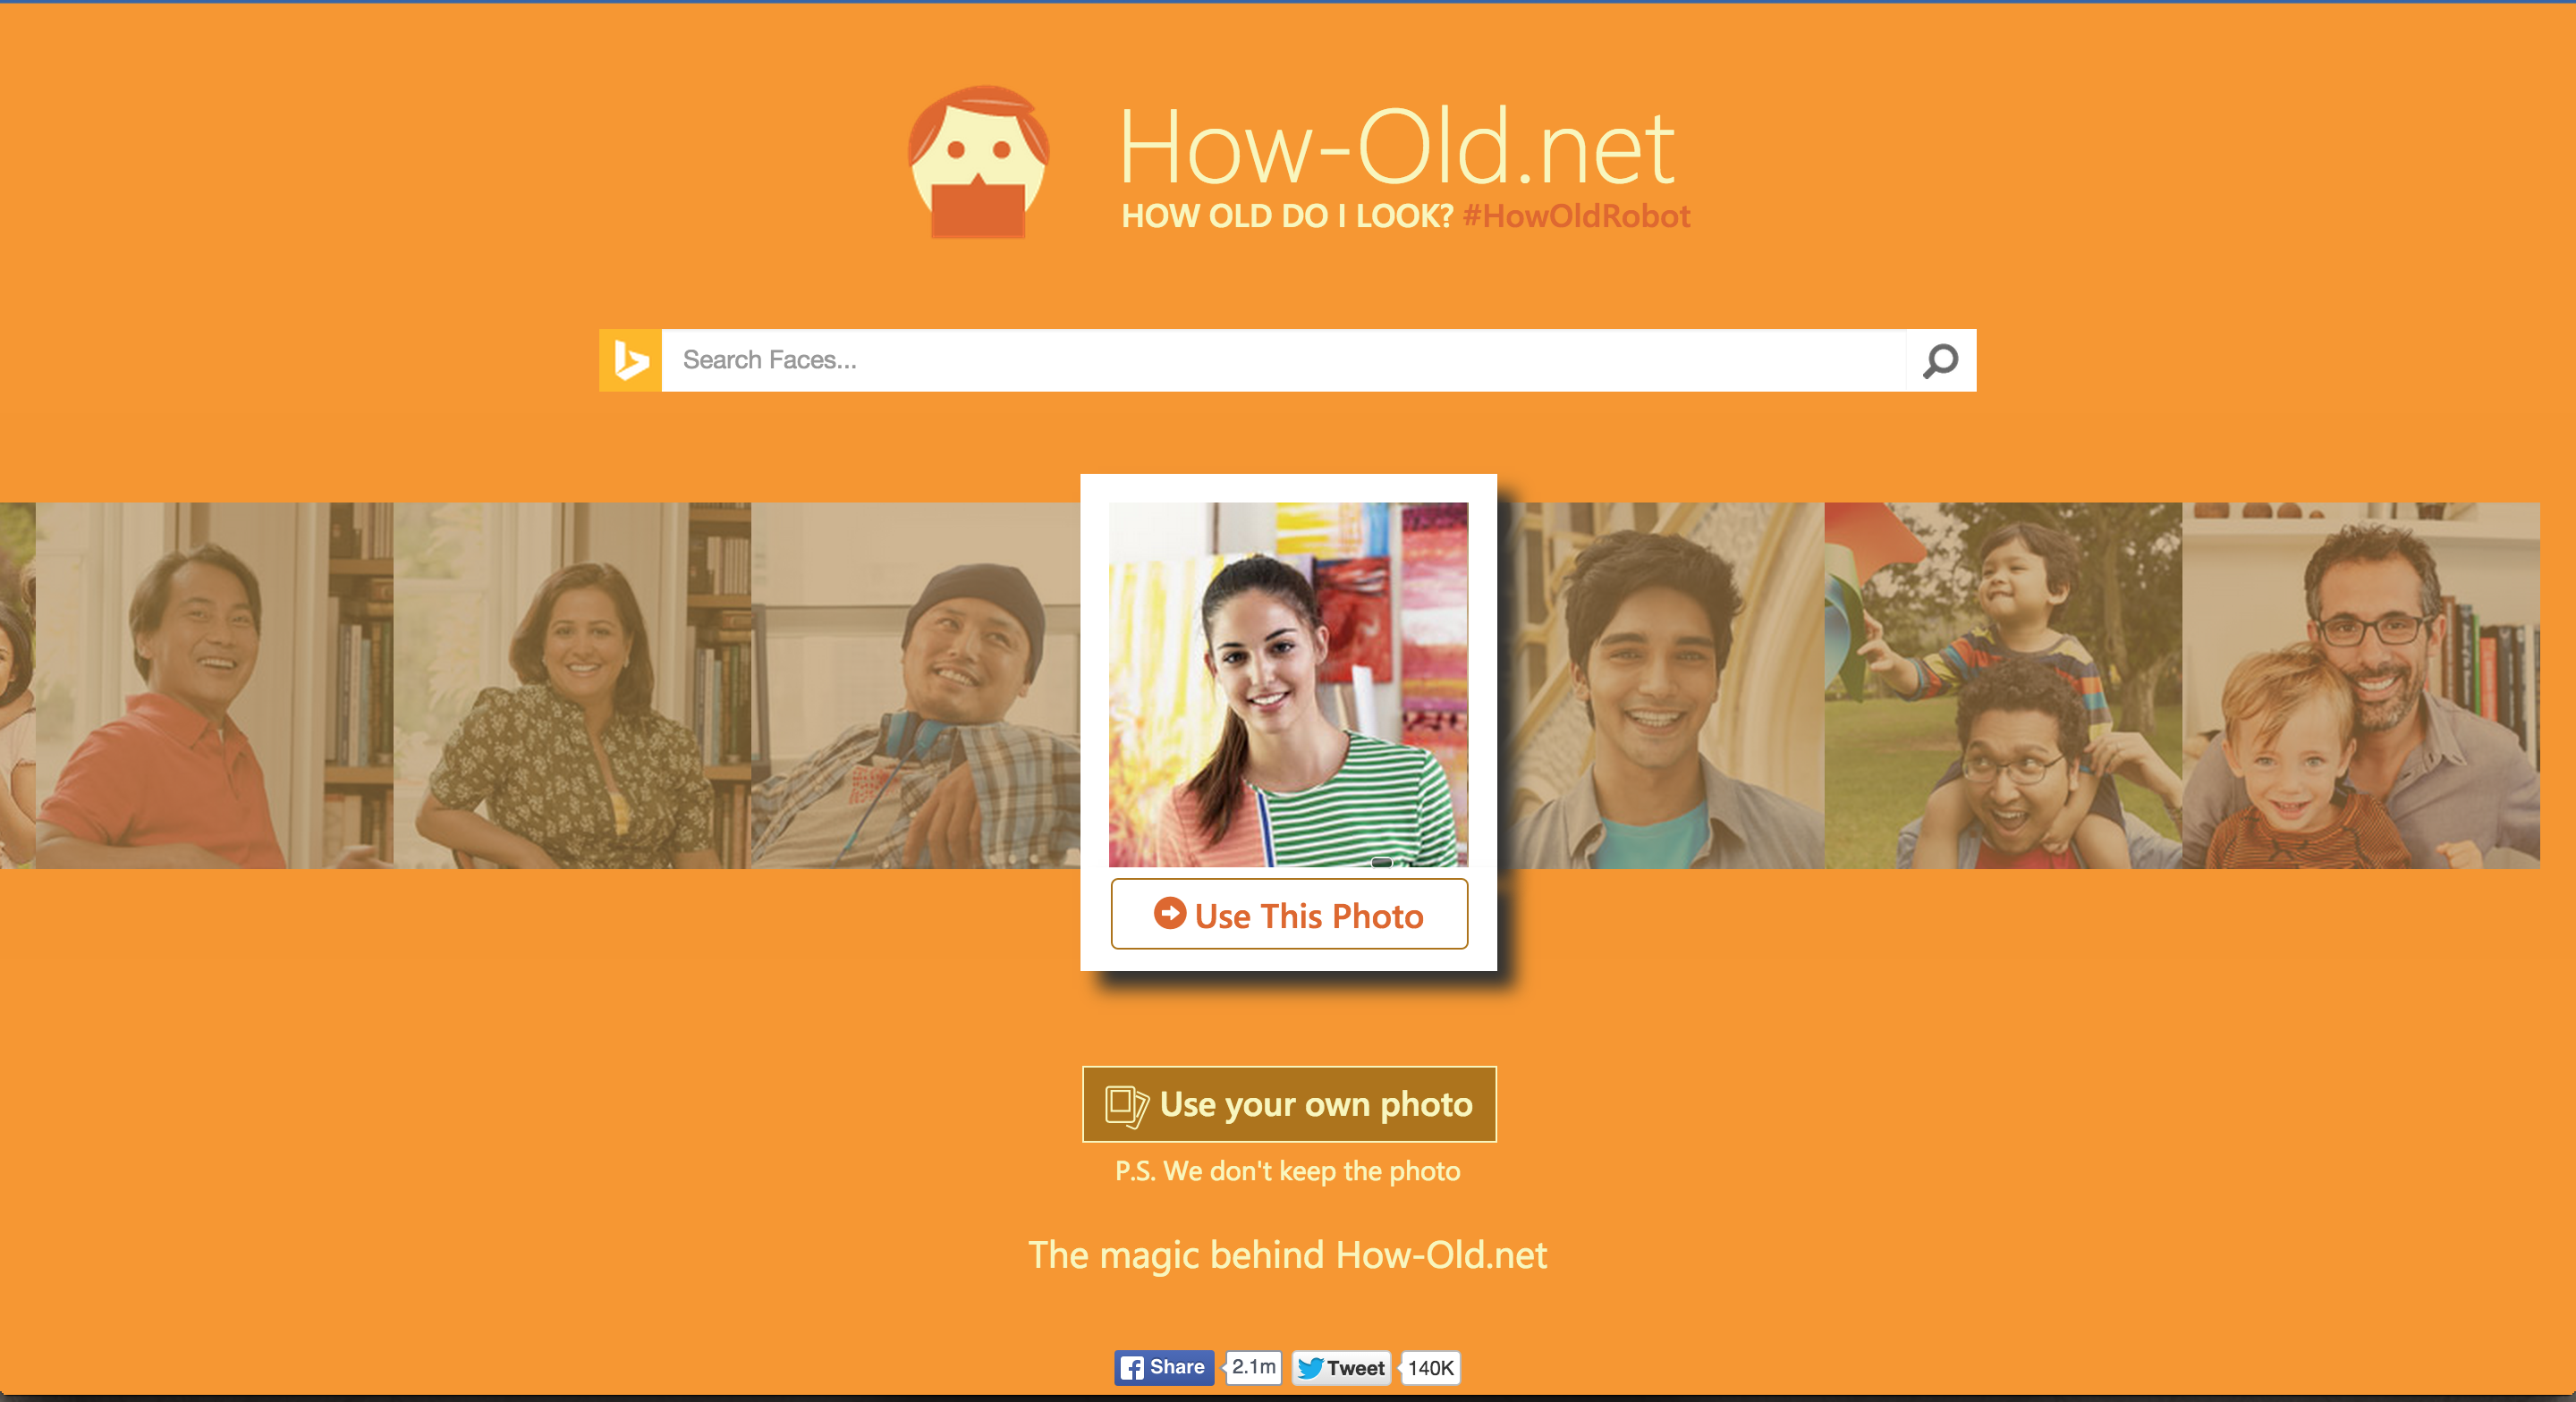 How-Old.net
HOW OLD DO I LOOK? #HowOldRobot
Search Faces...
Use This Photo
Use your own photo
P.S. We don't keep the photo
The magic behind How-Old.net
Share 2.1m Tweet 140K